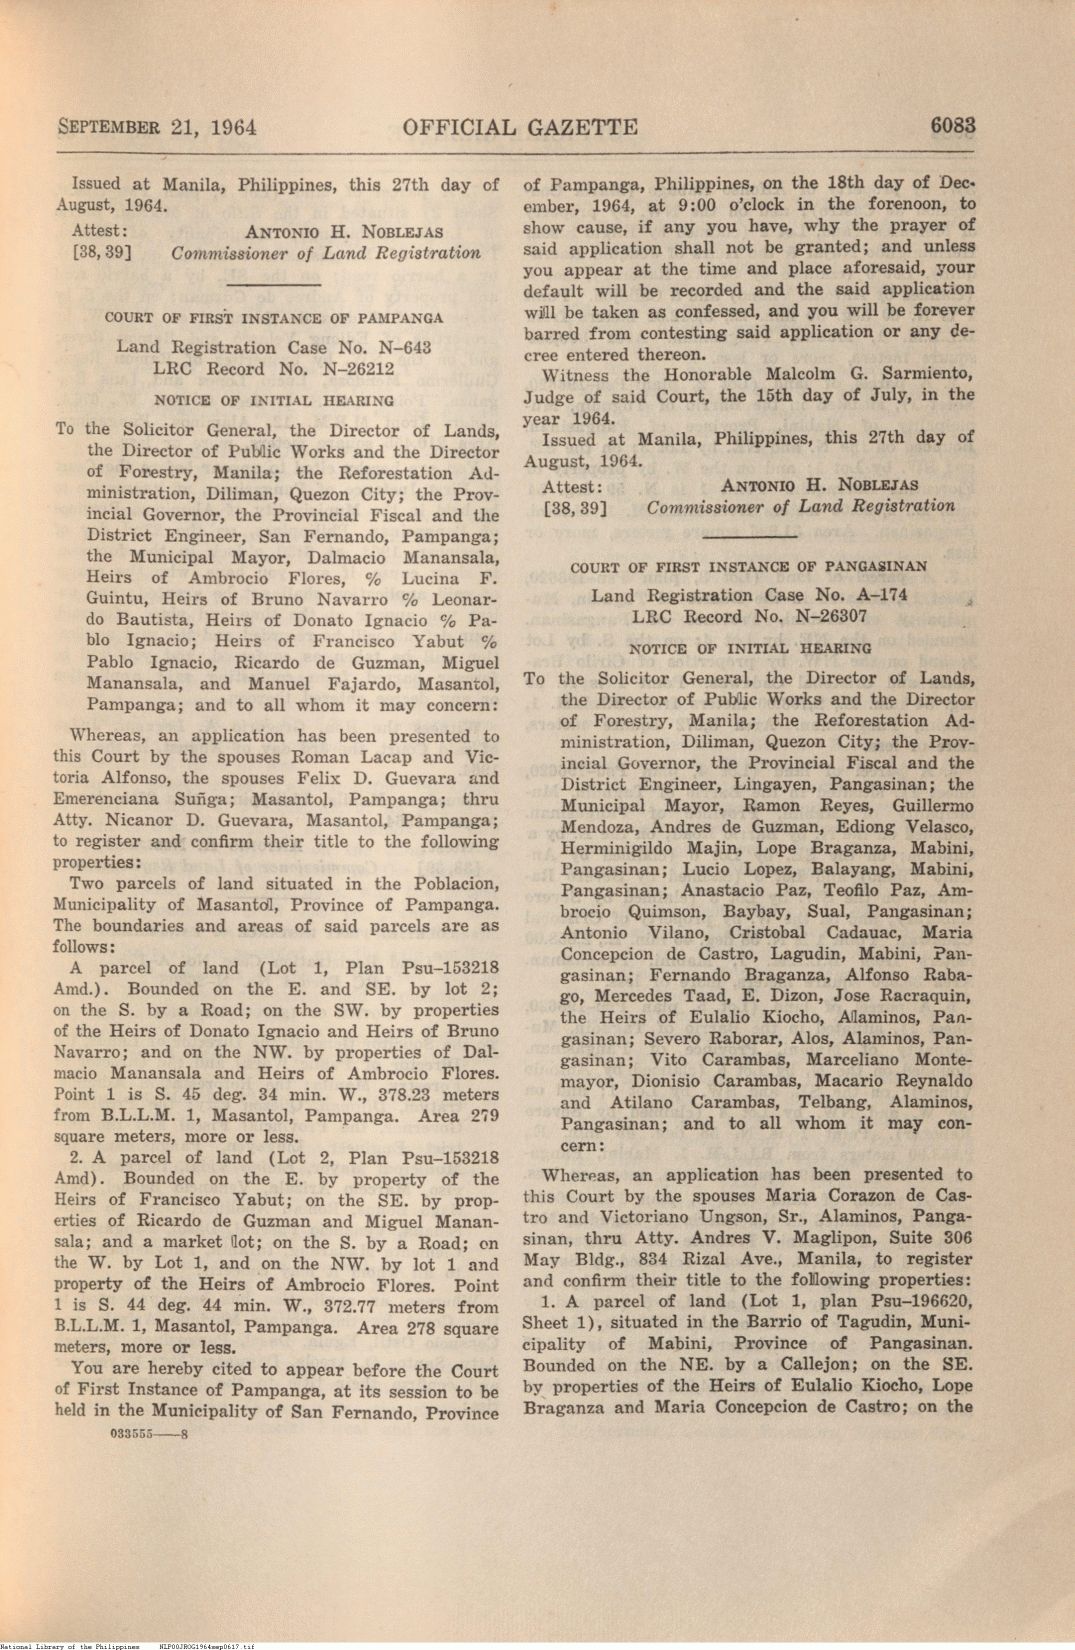 SEPTEMBER 21, 1964 OFFICIAL GAZETTE 6083
Issued at Manila, Philippines, this 27th day of
August, 1964.
Attest: ANTONIO H. NOBLEJAS
[38, 39] Commissioner of Land Registration
COURT OF FIRST INSTANCE OF PAMPANGA
Land Registration Case No. N–643
LRC Record No. N–26212
NOTICE OF INITIAL HEARING
To the Solicitor General, the Director of Lands,
the Director of Public Works and the Director
of Forestry, Manila; the Reforestation Ad-
ministration, Diliman, Quezon City; the Prov-
incial Governor, the Provincial Fiscal and the
District Engineer, San Fernando, Pampanga;
the Municipal Mayor, Dalmacio Manansala,
Heirs of Ambrocio Flores, % Lucina F.
Guintu, Heirs of Bruno Navarro % Leonar-
do Bautista, Heirs of Donato Ignacio % Pa-
blo Ignacio; Heirs of Francisco Yabut %
Pablo Ignacio, Ricardo de Guzman, Miguel
Manansala, and Manuel Fajardo, Masantol,
Pampanga; and to all whom it may concern:
Whereas, an application has been presented to
this Court by the spouses Roman Lacap and Vic-
toria Alfonso, the spouses Felix D. Guevara and
Emerenciana Suñga; Masantol, Pampanga; thru
Atty. Nicanor D. Guevara, Masantol, Pampanga;
to register and confirm their title to the following
properties:
Two parcels of land situated in the Poblacion,
Municipality of Masantol, Province of Pampanga.
The boundaries and areas of said parcels are as
follows:
A parcel of land (Lot 1, Plan Psu–153218
Amd.). Bounded on the E. and SE. by lot 2;
on the S. by a Road; on the SW. by properties
of the Heirs of Donato Ignacio and Heirs of Bruno
Navarro; and on the NW. by properties of Dal-
macio Manansala and Heirs of Ambrocio Flores.
Point 1 is S. 45 deg. 34 min. W., 378.23 meters
from B.L.L.M. 1, Masantol, Pampanga. Area 279
square meters, more or less.
2. A parcel of land (Lot 2, Plan Psu–153218
Amd). Bounded on the E. by property of the
Heirs of Francisco Yabut; on the SE. by prop-
erties of Ricardo de Guzman and Miguel Manan-
sala; and a market lot; on the S. by a Road; on
the W. by Lot 1, and on the NW. by lot 1 and
property of the Heirs of Ambrocio Flores. Point
1 is S. 44 deg. 44 min. W., 372.77 meters from
B.L.L.M. 1, Masantol, Pampanga. Area 278 square
meters, more or less.
You are hereby cited to appear before the Court
of First Instance of Pampanga, at its session to be
held in the Municipality of San Fernando, Province
033555——8
of Pampanga, Philippines, on the 18th day of Dec-
ember, 1964, at 9:00 o'clock in the forenoon, to
show cause, if any you have, why the prayer of
said application shall not be granted; and unless
you appear at the time and place aforesaid, your
default will be recorded and the said application
will be taken as confessed, and you will be forever
barred from contesting said application or any de-
cree entered thereon.
Witness the Honorable Malcolm G. Sarmiento,
Judge of said Court, the 15th day of July, in the
year 1964.
Issued at Manila, Philippines, this 27th day of
August, 1964.
Attest: ANTONIO H. NOBLEJAS
[38, 39] Commissioner of Land Registration
COURT OF FIRST INSTANCE OF PANGASINAN
Land Registration Case No. A–174
LRC Record No. N–26307
NOTICE OF INITIAL HEARING
To the Solicitor General, the Director of Lands,
the Director of Public Works and the Director
of Forestry, Manila; the Reforestation Ad-
ministration, Diliman, Quezon City; the Prov-
incial Governor, the Provincial Fiscal and the
District Engineer, Lingayen, Pangasinan; the
Municipal Mayor, Ramon Reyes, Guillermo
Mendoza, Andres de Guzman, Ediong Velasco,
Herminigildo Majin, Lope Braganza, Mabini,
Pangasinan; Lucio Lopez, Balayang, Mabini,
Pangasinan; Anastacio Paz, Teofilo Paz, Am-
brocio Quimson, Baybay, Sual, Pangasinan;
Antonio Vilano, Cristobal Cadauac, Maria
Concepcion de Castro, Lagudin, Mabini, Pan-
gasinan; Fernando Braganza, Alfonso Raba-
go, Mercedes Taad, E. Dizon, Jose Racraquin,
the Heirs of Eulalio Kiocho, Alaminos, Pan-
gasinan; Severo Raborar, Alos, Alaminos, Pan-
gasinan; Vito Carambas, Marceliano Monte-
mayor, Dionisio Carambas, Macario Reynaldo
and Atilano Carambas, Telbang, Alaminos,
Pangasinan; and to all whom it may con-
cern:
Whereas, an application has been presented to
this Court by the spouses Maria Corazon de Cas-
tro and Victoriano Ungson, Sr., Alaminos, Panga-
sinan, thru Atty. Andres V. Maglipon, Suite 306
May Bldg., 834 Rizal Ave., Manila, to register
and confirm their title to the following properties:
1. A parcel of land (Lot 1, plan Psu–196620,
Sheet 1), situated in the Barrio of Tagudin, Muni-
cipality of Mabini, Province of Pangasinan.
Bounded on the NE. by a Callejon; on the SE.
by properties of the Heirs of Eulalio Kiocho, Lope
Braganza and Maria Concepcion de Castro; on the
National Library of the Philippines NLP00JROG1964sep0617.tif